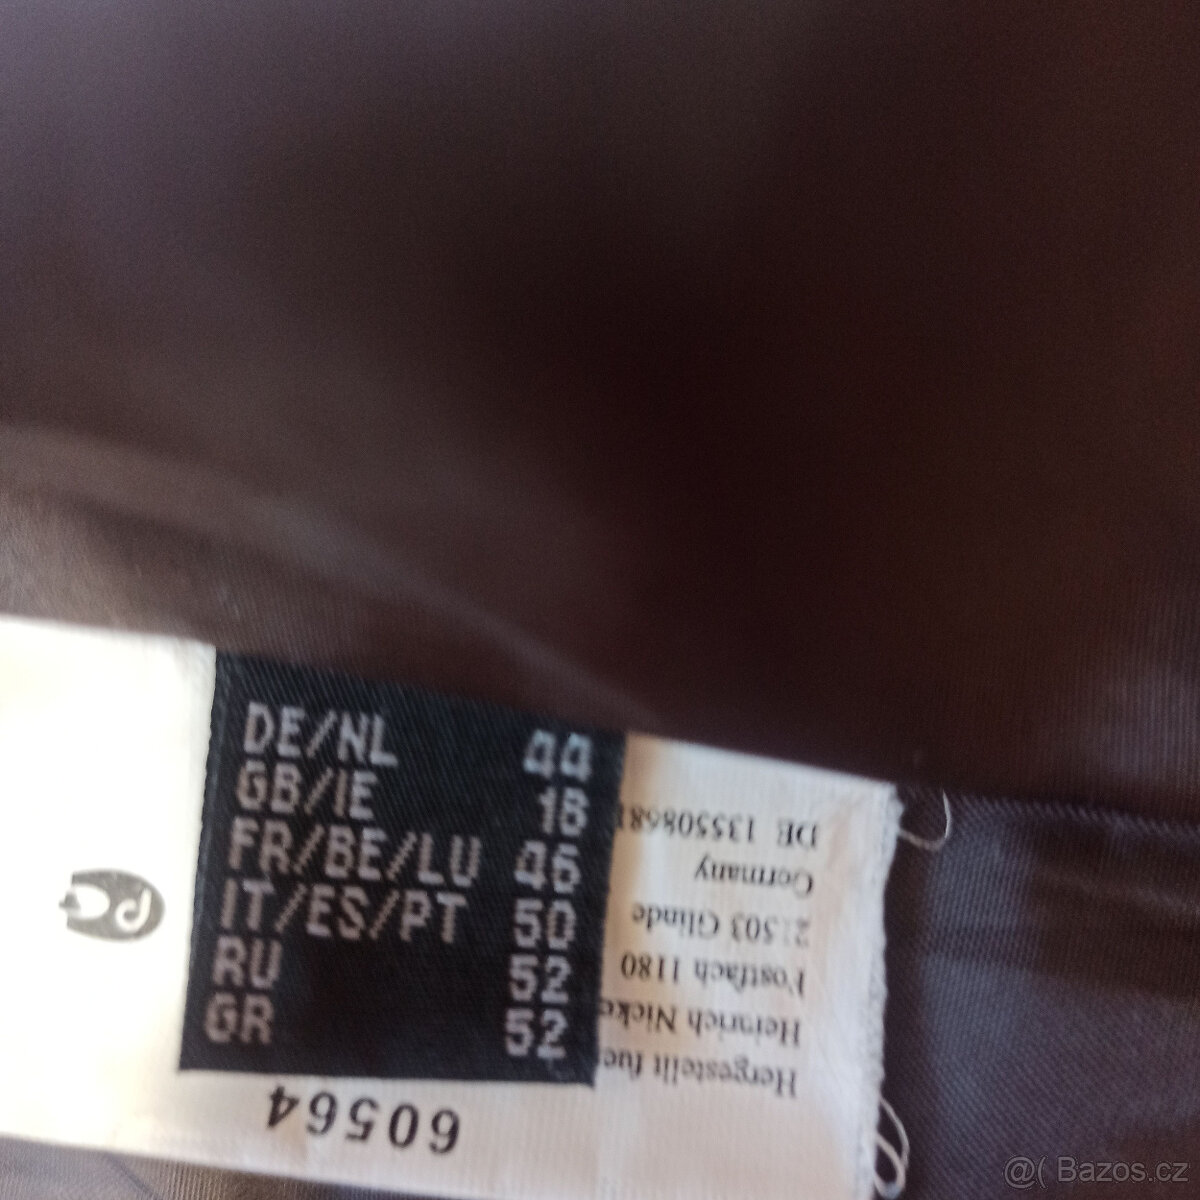 DE/NL 44
GB/IE 18
FR/BE/LU 46
IT/ES/PT 50
RU 52
GR 52
60564
Hergestellt fuer
Heinrich
Postfach 1180
21503 Glinde
Germany
DE 13550868
@( Bazos.cz